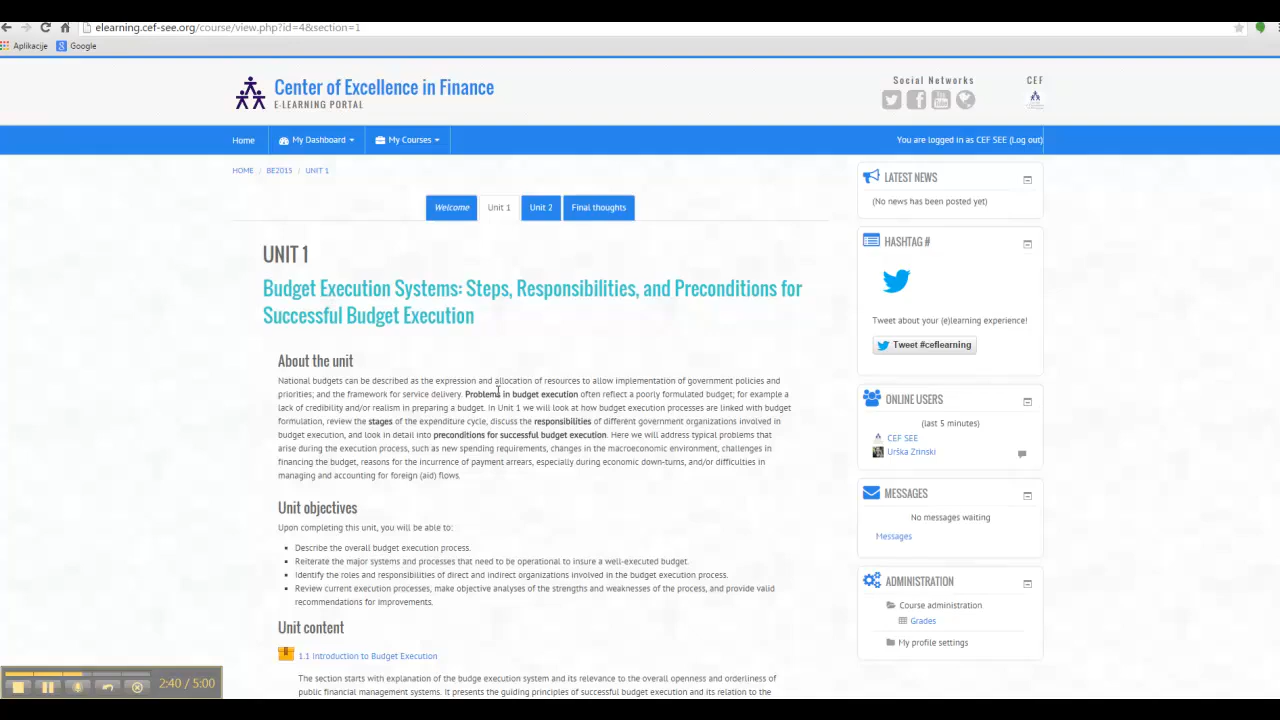 elearning.cef-see.org/course/view.php?id=4&section=1
Aplikacije Google
Center of Excellence in Finance
E-LEARNING PORTAL
Social Networks
CEF
Home My Dashboard My Courses
You are logged in as CEF SEE (Log out)
HOME / BE2015 / UNIT 1
Welcome Unit 1 Unit 2 Final thoughts
UNIT 1
Budget Execution Systems: Steps, Responsibilities, and Preconditions for
Successful Budget Execution
About the unit
National budgets can be described as the expression and allocation of resources to allow implementation of government policies and
priorities; and the framework for service delivery. Problems in budget execution often reflect a poorly formulated budget; for example a
lack of credibility and/or realism in preparing a budget. In Unit 1 we will look at how budget execution processes are linked with budget
formulation, review the stages of the expenditure cycle, discuss the responsibilities of different government organizations involved in
budget execution, and look in detail into preconditions for successful budget execution. Here we will address typical problems that
arise during the execution process, such as new spending requirements, changes in the macroeconomic environment, challenges in
financing the budget, reasons for the incurrence of payment arrears, especially during economic down-turns, and/or difficulties in
managing and accounting for foreign (aid) flows.
Unit objectives
Upon completing this unit, you will be able to:
Describe the overall budget execution process.
Reiterate the major systems and processes that need to be operational to insure a well-executed budget.
Identify the roles and responsibilities of direct and indirect organizations involved in the budget execution process.
Review current execution processes, make objective analyses of the strengths and weaknesses of the process, and provide valid
recommendations for improvements.
Unit content
1.1 Introduction to Budget Execution
The section starts with explanation of the budge execution system and its relevance to the overall openness and orderliness of
public financial management systems. It presents the guiding principles of successful budget execution and its relation to the
LATEST NEWS
(No news has been posted yet)
HASHTAG #
Tweet about your (e)learning experience!
Tweet #ceflearning
ONLINE USERS
(last 5 minutes)
CEF SEE
Urška Zrinski
MESSAGES
No messages waiting
Messages
ADMINISTRATION
Course administration
Grades
My profile settings
2:40 / 5:00